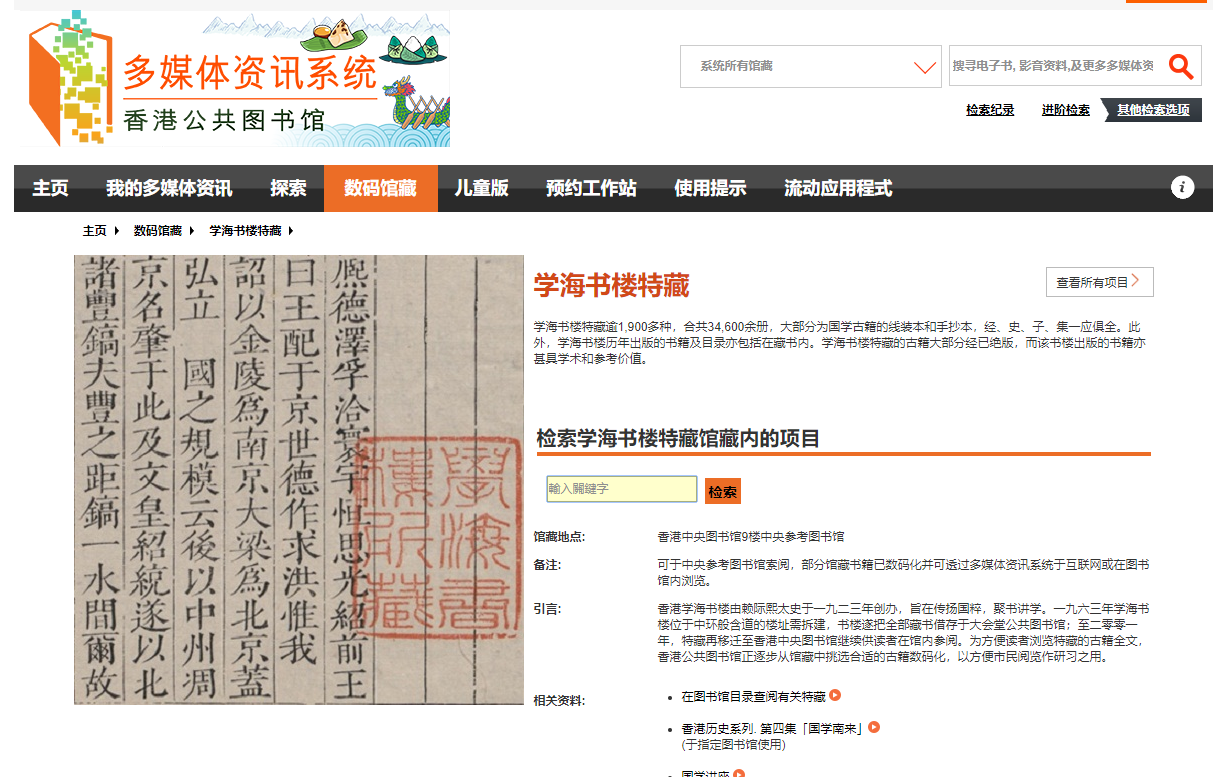 多媒体资讯系统
香港公共图书馆
系统所有馆藏
搜寻电子书, 影音资料,及更多多媒体资
检索纪录 进阶检索 其他检索选项
主页 我的多媒体资讯 探索 数码馆藏 儿童版 预约工作站 使用提示 流动应用程式
主页 数码馆藏 学海书楼特藏
熈德澤孚洽寰宇恒思光紹前王
曰王配于京世德作求洪惟我
詔以金陵爲南京大梁爲北京蓋
弘立 國之規模云後以中州凋
京名肇于此及文皇紹統遂以北
諸豐鎬夫豐之距鎬一水間爾故
學海書
樓所藏
学海书楼特藏
查看所有项目
学海书楼特藏逾1,900多种，合共34,600余册，大部分为国学古籍的线装本和手抄本，经、史、子、集一应俱全。此
外，学海书楼历年出版的书籍及目录亦包括在藏书内。学海书楼特藏的古籍大部分经已绝版，而该书楼出版的书籍亦
甚具学术和参考价值。
检索学海书楼特藏馆藏内的项目
輸入關鍵字
检索
馆藏地点: 香港中央图书馆9楼中央参考图书馆
备注: 可于中央参考图书馆索阅，部分馆藏书籍已数码化并可透过多媒体资讯系统于互联网或在图书
馆内浏览。
引言: 香港学海书楼由赖际熙太史于一九二三年创办，旨在传扬国粹，聚书讲学。一九六三年学海书
楼位于中环般含道的楼址需拆建，书楼遂把全部藏书借存于大会堂公共图书馆；至二零零一
年，特藏再移迁至香港中央图书馆继续供读者在馆内参阅。为方便读者浏览特藏的古籍全文，
香港公共图书馆正逐步从馆藏中挑选合适的古籍数码化，以方便市民阅览作研习之用。
相关资料: 在图书馆目录查阅有关特藏
香港历史系列. 第四集「国学南来」
(于指定图书馆使用)
国学讲座